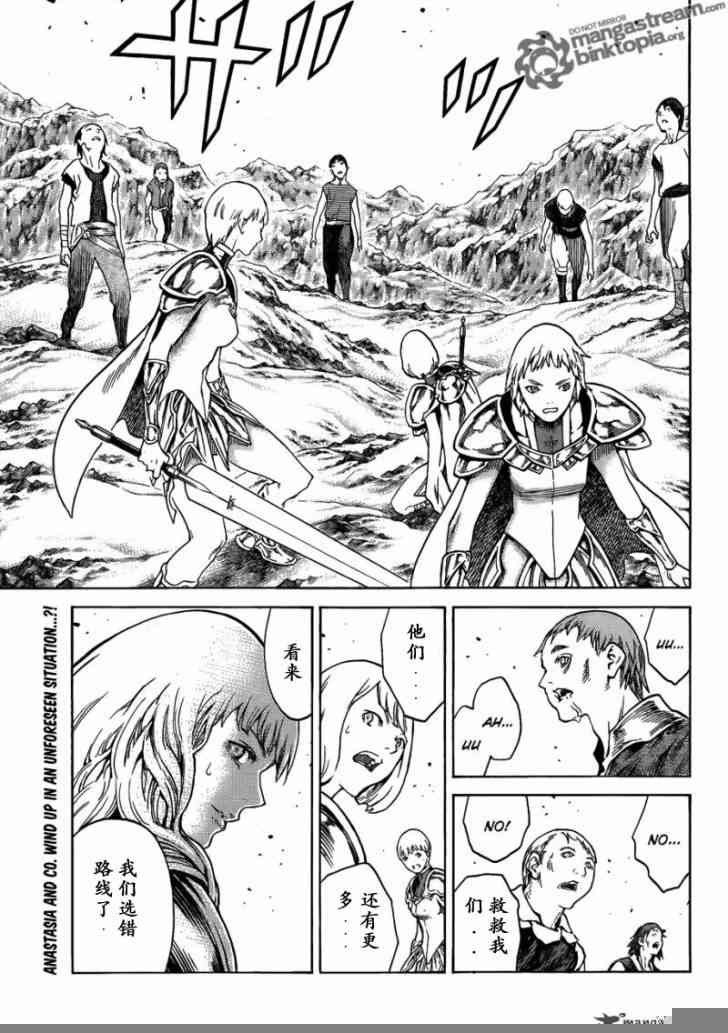 DO NOT MIRROR
mangastream.com
binktopia.org
ザッ
UU...
AH...
UU
他们...
看来
ANASTASIA AND CO. WIND UP IN AN UNFORESEEN SITUATION...?!
NO...
NO!
救救我
们...
还有更
多...
我们选错
路线了.
manga